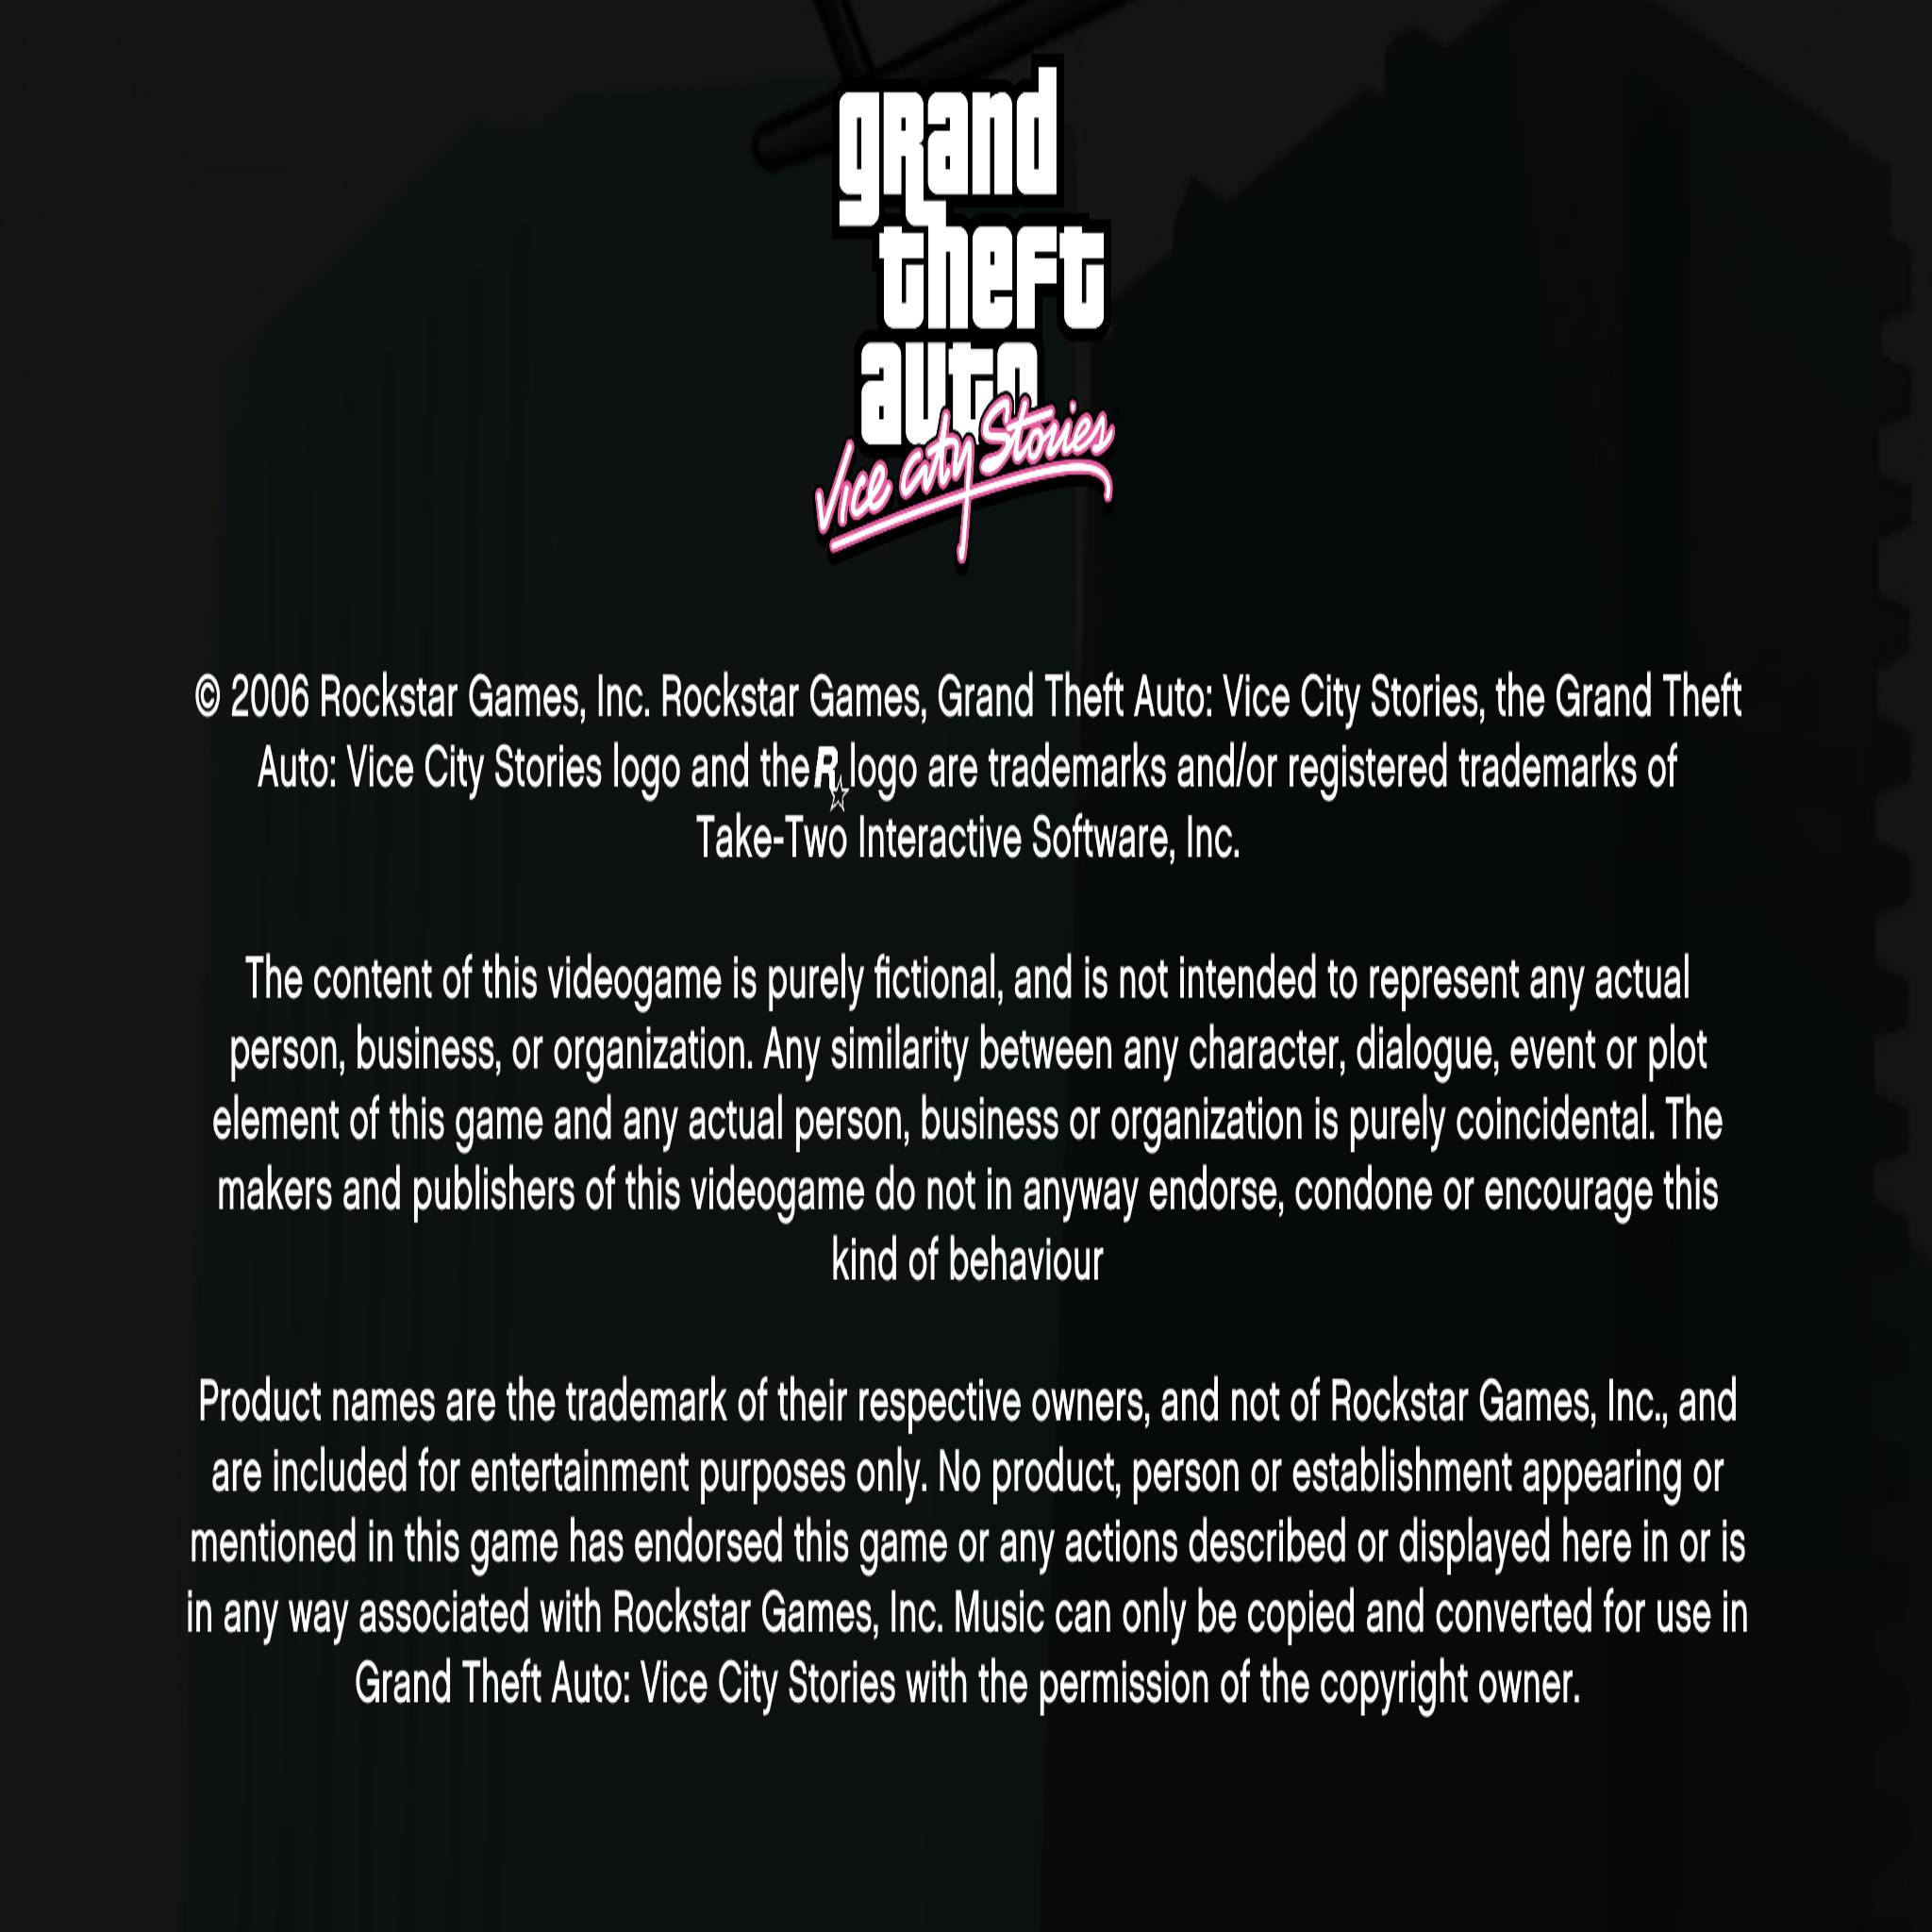 grand
theft
auto
Vice City Stories
© 2006 Rockstar Games, Inc. Rockstar Games, Grand Theft Auto: Vice City Stories, the Grand Theft
Auto: Vice City Stories logo and the R☆ logo are trademarks and/or registered trademarks of
Take-Two Interactive Software, Inc.
The content of this videogame is purely fictional, and is not intended to represent any actual
person, business, or organization. Any similarity between any character, dialogue, event or plot
element of this game and any actual person, business or organization is purely coincidental. The
makers and publishers of this videogame do not in anyway endorse, condone or encourage this
kind of behaviour
Product names are the trademark of their respective owners, and not of Rockstar Games, Inc., and
are included for entertainment purposes only. No product, person or establishment appearing or
mentioned in this game has endorsed this game or any actions described or displayed here in or is
in any way associated with Rockstar Games, Inc. Music can only be copied and converted for use in
Grand Theft Auto: Vice City Stories with the permission of the copyright owner.